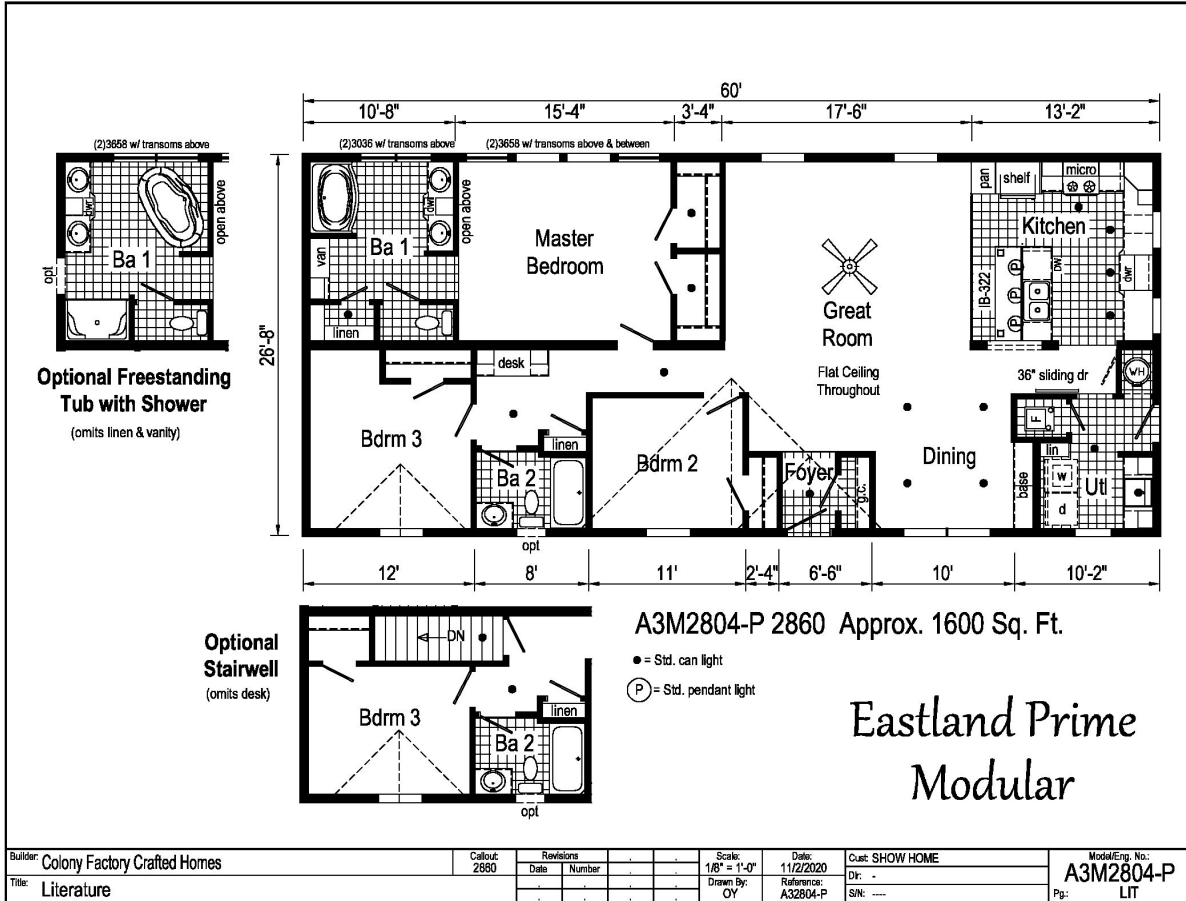 60'
10'-8"
15'-4"
3'-4"
17'-6"
13'-2"
(2)3658 w/ transoms above
(2)3036 w/ transoms above
(2)3658 w/ transoms above & between
dwr
open above
Ba 1
opt
Optional Freestanding
Tub with Shower
(omits linen & vanity)
26'-8"
dwr
open above
Ba 1
van
linen
Master
Bedroom
Great
Room
Flat Ceiling
Throughout
pan
shelf
micro
Kitchen
IB-322
P
P
P
DW
dwr
36" sliding dr
WH
F
desk
Bdrm 3
linen
Ba 2
Bdrm 2
Foyer
g.c.
Dining
base
lin
w
d
Utl
opt
12'
8'
11'
2'-4"
6'-6"
10'
10'-2"
Optional
Stairwell
(omits desk)
DN
Bdrm 3
linen
Ba 2
opt
A3M2804-P 2860 Approx. 1600 Sq. Ft.
= Std. can light
P = Std. pendant light
Eastland Prime
Modular
Builder: Colony Factory Crafted Homes
Title: Literature
Callout:
2860
Revisions
Date Number
Scale:
1/8" = 1'-0"
Drawn By:
OY
Date:
11/2/2020
Reference:
A32804-P
Cust: SHOW HOME
Dir: -
S/N: ----
Model/Eng. No.:
A3M2804-P
Pg.: LIT